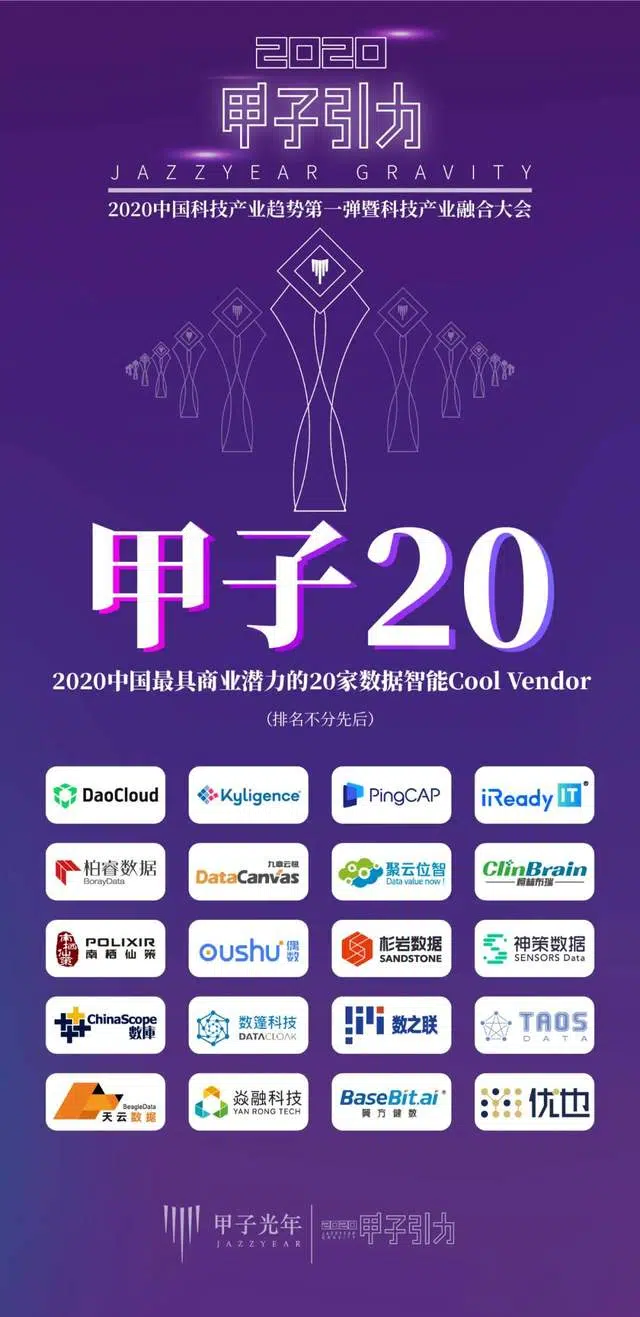 2020
甲子引力
JAZZYEAR GRAVITY
2020中国科技产业趋势第一弹暨科技产业融合大会
甲子20
2020中国最具商业潜力的20家数据智能Cool Vendor
（排名不分先后）
DaoCloud
Kyligence®
PingCAP
iReady IT®
柏睿数据
BorayData
九章云极
DataCanvas
聚云位智
Data value now!
ClinBrain
柯林布瑞
南栖仙策
POLIXIR
南栖仙策
oushu 偶数
杉岩数据
SANDSTONE
神策数据
SENSORS Data
ChinaScope
數庫
数篷科技
DATACLOAK
数之联
TAOS
DATA
BeagleData
天云数据
焱融科技
YAN RONG TECH
BaseBit.ai®
翼方健数
优也
甲子光年
JAZZYEAR
2020
JAZZYEAR
GRAVITY
甲子引力